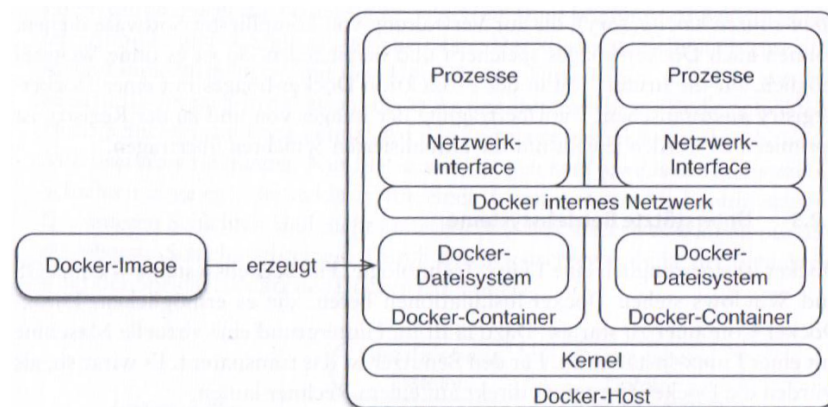 Prozesse
Prozesse
Netzwerk-
Interface
Netzwerk-
Interface
Docker internes Netzwerk
Docker-Image
erzeugt
Docker-
Dateisystem
Docker-
Dateisystem
Docker-Container
Docker-Container
Kernel
Docker-Host